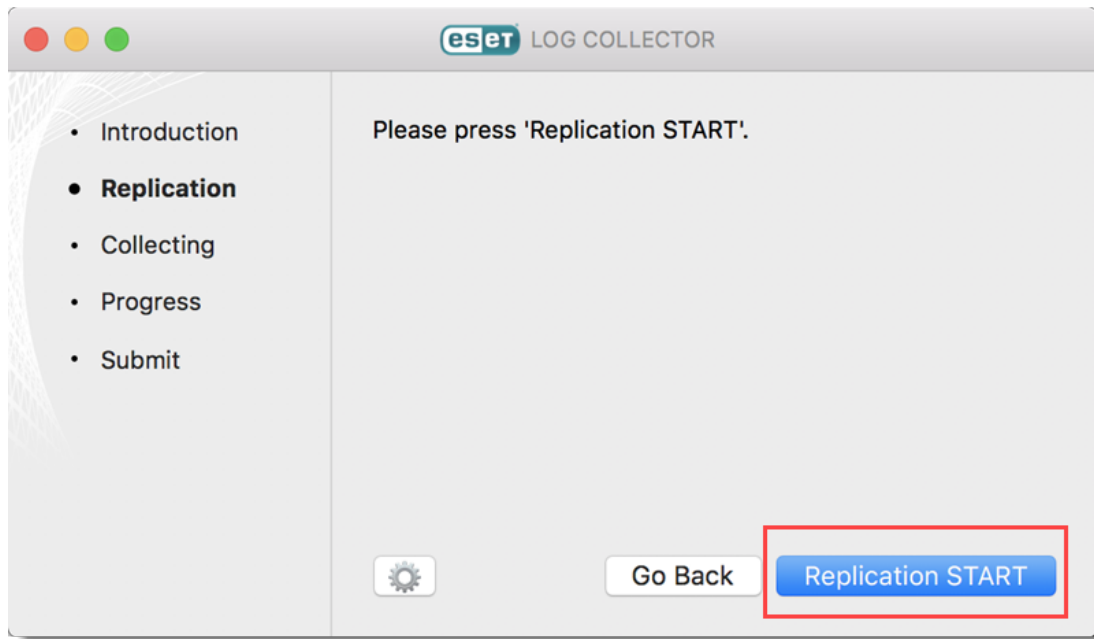 eset LOG COLLECTOR
Introduction
Replication
Collecting
Progress
Submit
Please press 'Replication START'.
Go Back
Replication START